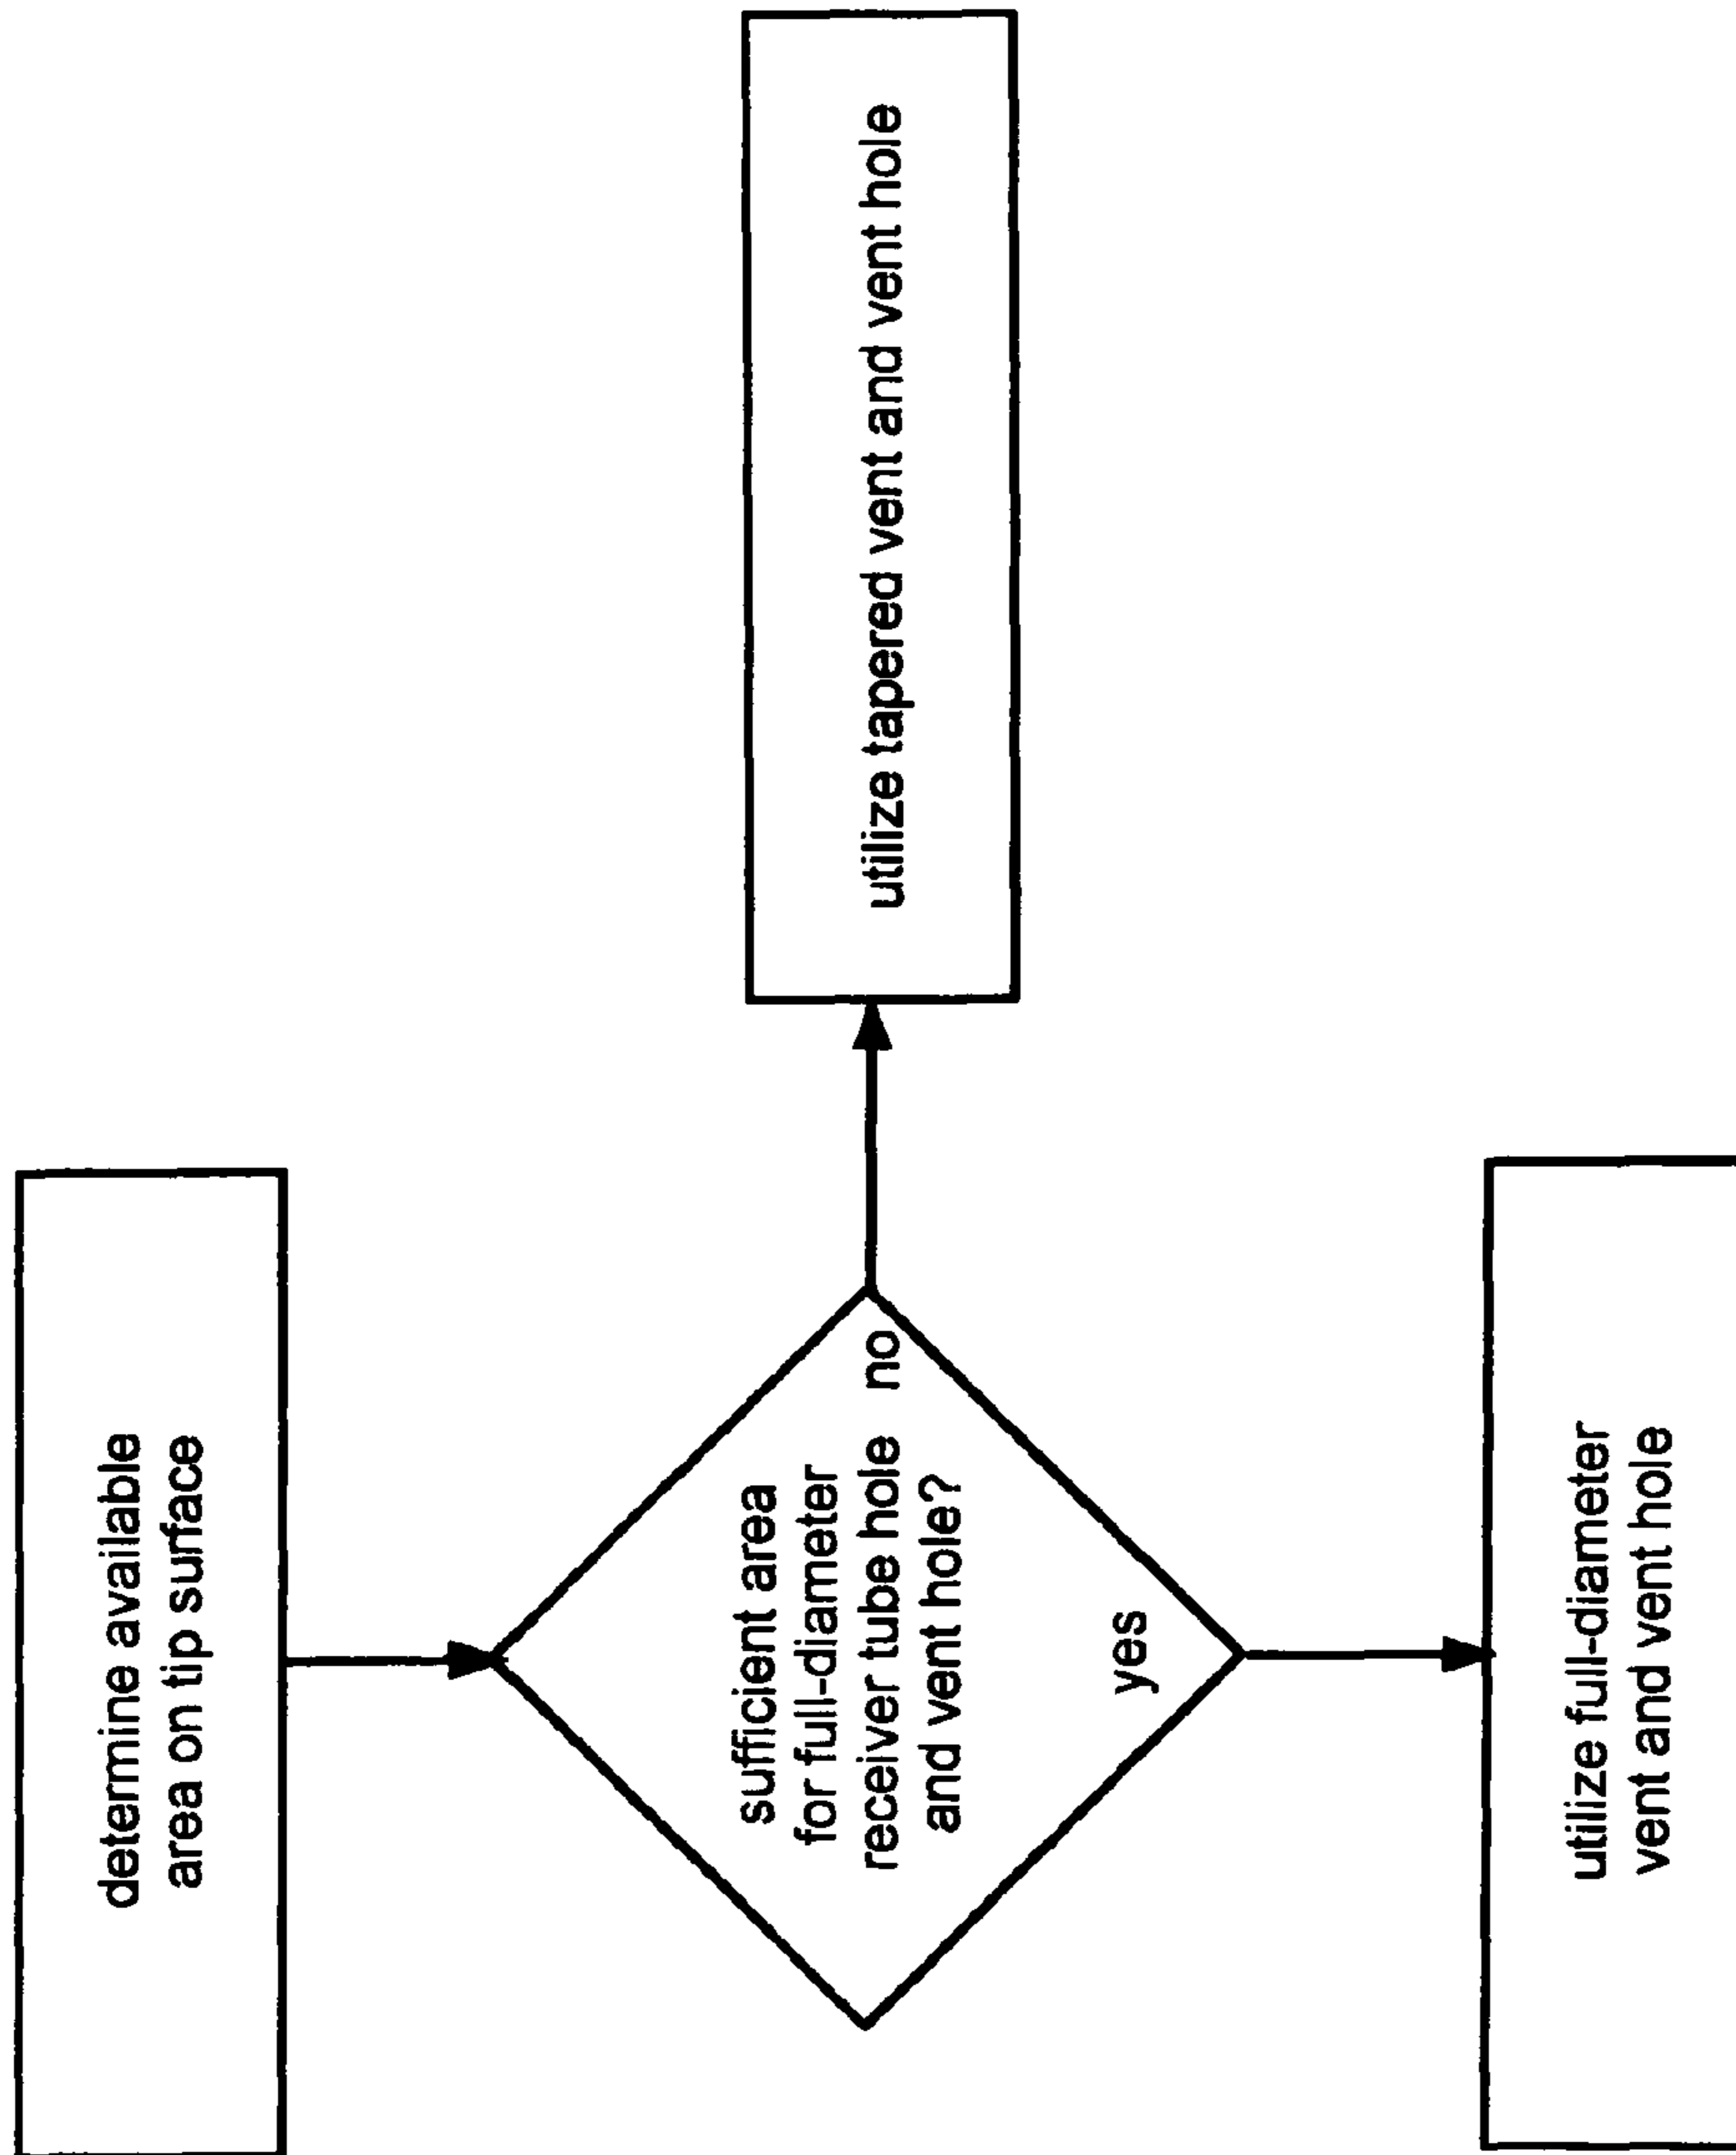 determine available
area on tip surface
sufficient area
for full-diameter
receiver tube hole no
and vent hole?
yes
utilize tapered vent and vent hole
utilize full-diameter
vent and vent hole